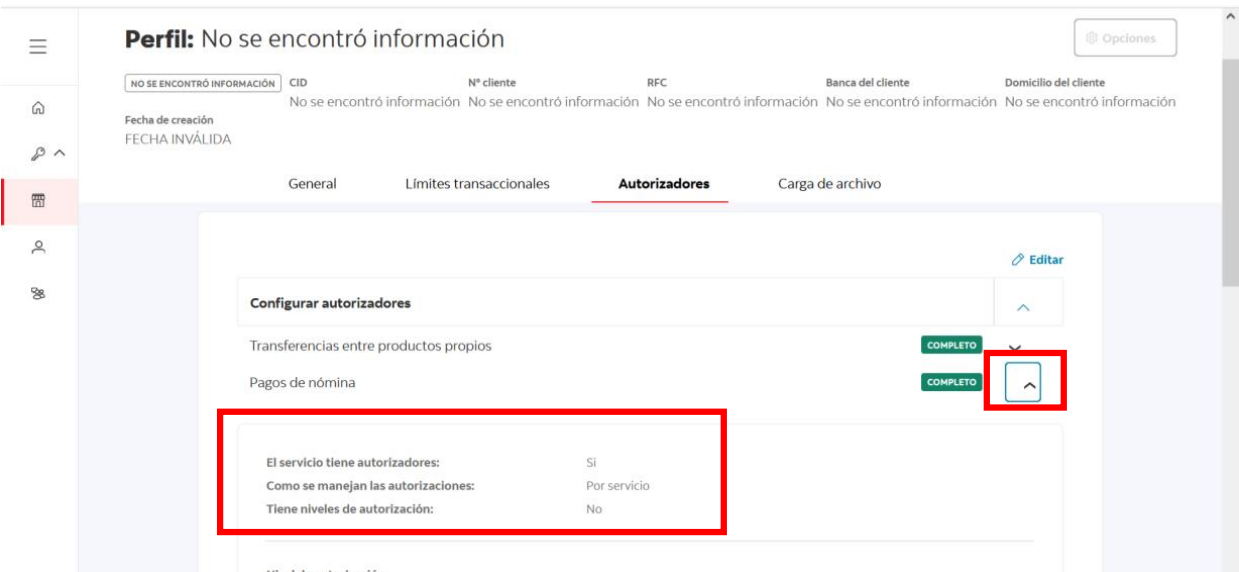 Perfil: No se encontró información
Opciones
NO SE ENCONTRÓ INFORMACIÓN
CID
No se encontró información
Nº cliente
No se encontró información
RFC
No se encontró información
Banca del cliente
No se encontró información
Domicilio del cliente
No se encontró información
Fecha de creación
FECHA INVÁLIDA
General Límites transaccionales Autorizadores Carga de archivo
Editar
Configurar autorizadores
Transferencias entre productos propios COMPLETO
Pagos de nómina COMPLETO
El servicio tiene autorizadores: Si
Como se manejan las autorizaciones: Por servicio
Tiene niveles de autorización: No